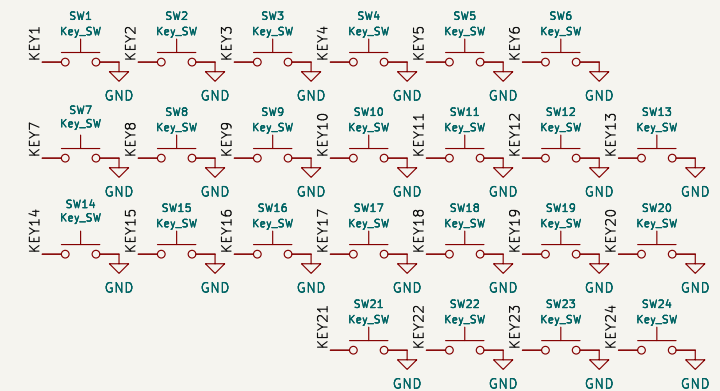 SW1 SW2 SW3 SW4 SW5 SW6
Key_SW Key_SW Key_SW Key_SW Key_SW Key_SW
KEY1 KEY2 KEY3 KEY4 KEY5 KEY6
GND GND GND GND GND GND
SW7 SW8 SW9 SW10 SW11 SW12 SW13
Key_SW Key_SW Key_SW Key_SW Key_SW Key_SW Key_SW
KEY7 KEY8 KEY9 KEY10 KEY11 KEY12 KEY13
GND GND GND GND GND GND GND
SW14 SW15 SW16 SW17 SW18 SW19 SW20
Key_SW Key_SW Key_SW Key_SW Key_SW Key_SW Key_SW
KEY14 KEY15 KEY16 KEY17 KEY18 KEY19 KEY20
GND GND GND GND GND GND GND
SW21 SW22 SW23 SW24
Key_SW Key_SW Key_SW Key_SW
KEY21 KEY22 KEY23 KEY24
GND GND GND GND